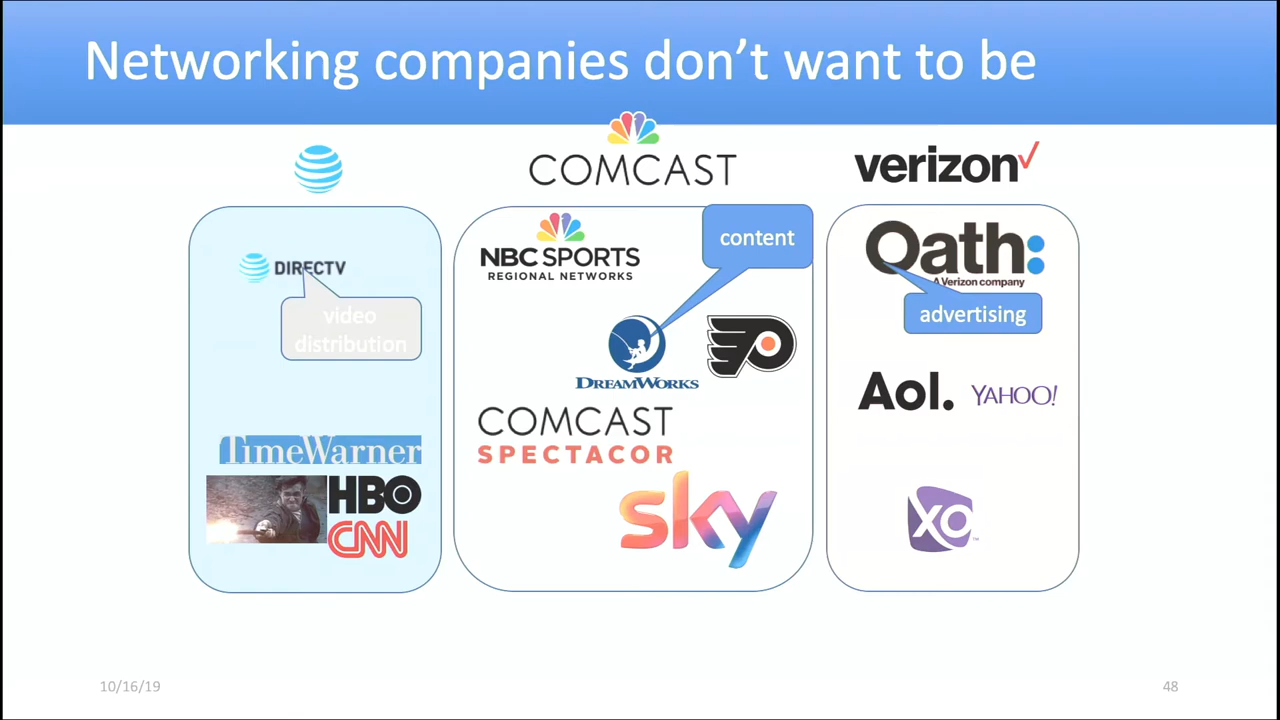 Networking companies don't want to be
COMCAST
verizon
DIRECTV
video
distribution
TimeWarner
HBO
CNN
NBC SPORTS
REGIONAL NETWORKS
content
DREAMWORKS
COMCAST
SPECTACOR
sky
Oath:
A Verizon company
advertising
Aol.
YAHOO!
XO
10/16/19
48